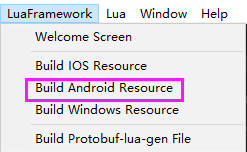 LuaFramework Lua Window Help
Welcome Screen
Build IOS Resource
Build Android Resource
Build Windows Resource
Build Protobuf-lua-gen File